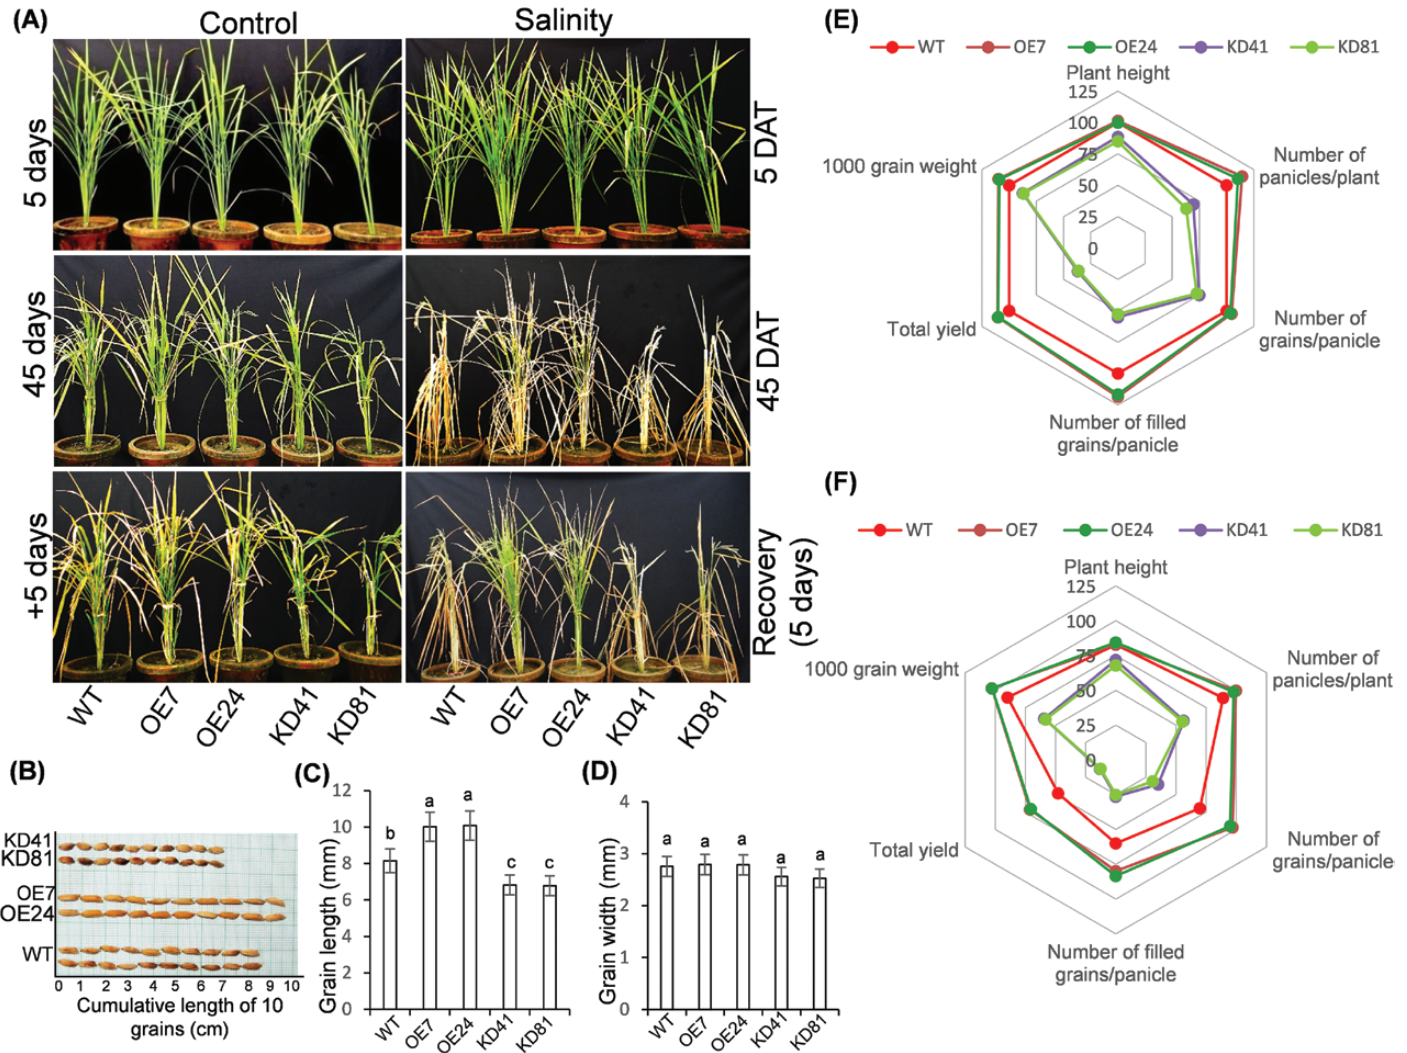 (A)
Control
Salinity
5 days
5 DAT
45 days
45 DAT
+5 days
Recovery
(5 days)
WT
OE7
OE24
KD41
KD81
WT
OE7
OE24
KD41
KD81
(B)
KD41
KD81
OE7
OE24
WT
0 1 2 3 4 5 6 7 8 9 10
Cumulative length of 10
grains (cm)
(C)
Grain length (mm)
12
10
8
6
4
2
0
b
a
a
c
c
WT
OE7
OE24
KD41
KD81
(D)
Grain width (mm)
4
3
2
1
0
a
a
a
a
a
WT
OE7
OE24
KD41
KD81
(E)
WT OE7 OE24 KD41 KD81
Plant height
125
100
75
50
25
0
Number of
panicles/plant
Number of
grains/panicle
Number of filled
grains/panicle
Total yield
1000 grain weight
(F)
WT OE7 OE24 KD41 KD81
Plant height
125
100
75
50
25
0
Number of
panicles/plant
Number of
grains/panicle
Number of filled
grains/panicle
Total yield
1000 grain weight